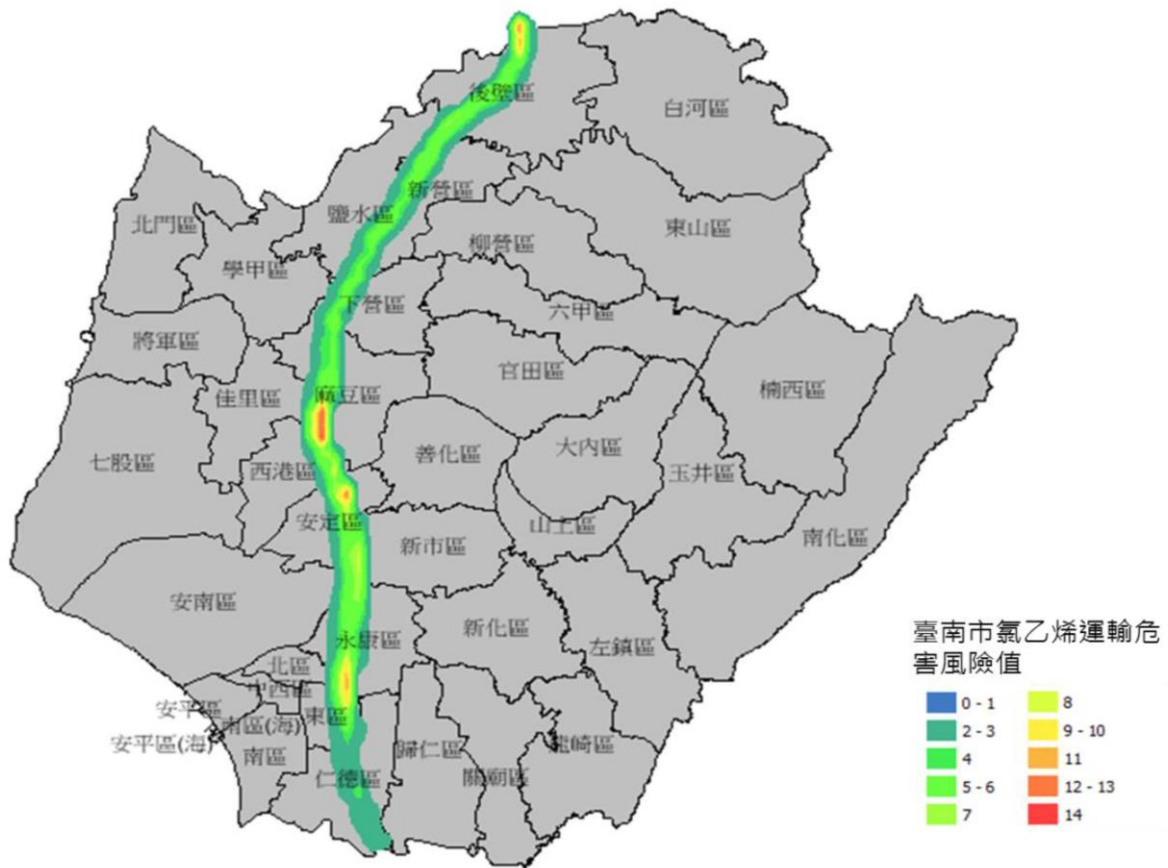 後壁區
白河區
新營區
鹽水區
北門區
東山區
柳營區
學甲區
下營區
六甲區
將軍區
官田區
麻豆區
佳里區
楠西區
大內區
善化區
七股區
西港區
玉井區
安定區
山上區
南化區
新市區
安南區
永康區
新化區
左鎮區
北區
中西區
安平區
東區
南區(海)
安平區(海)
歸仁區
龍崎區
南區
仁德區
關廟區
臺南市氯乙烯運輸危
害風險值
0 - 1
2 - 3
4
5 - 6
7
8
9 - 10
11
12 - 13
14